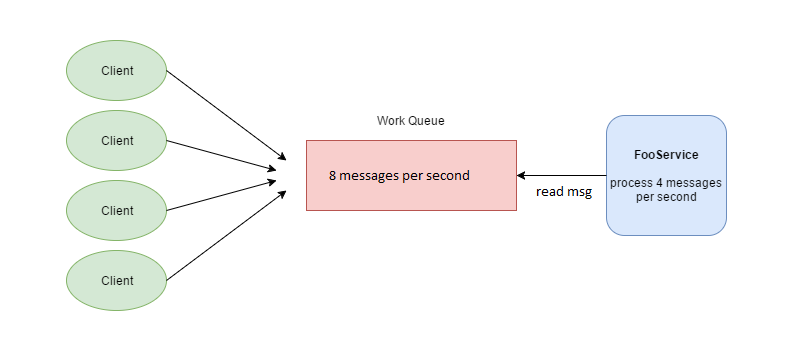 Client
Client
Client
Client
Work Queue
8 messages per second
read msg
FooService
process 4 messages
per second